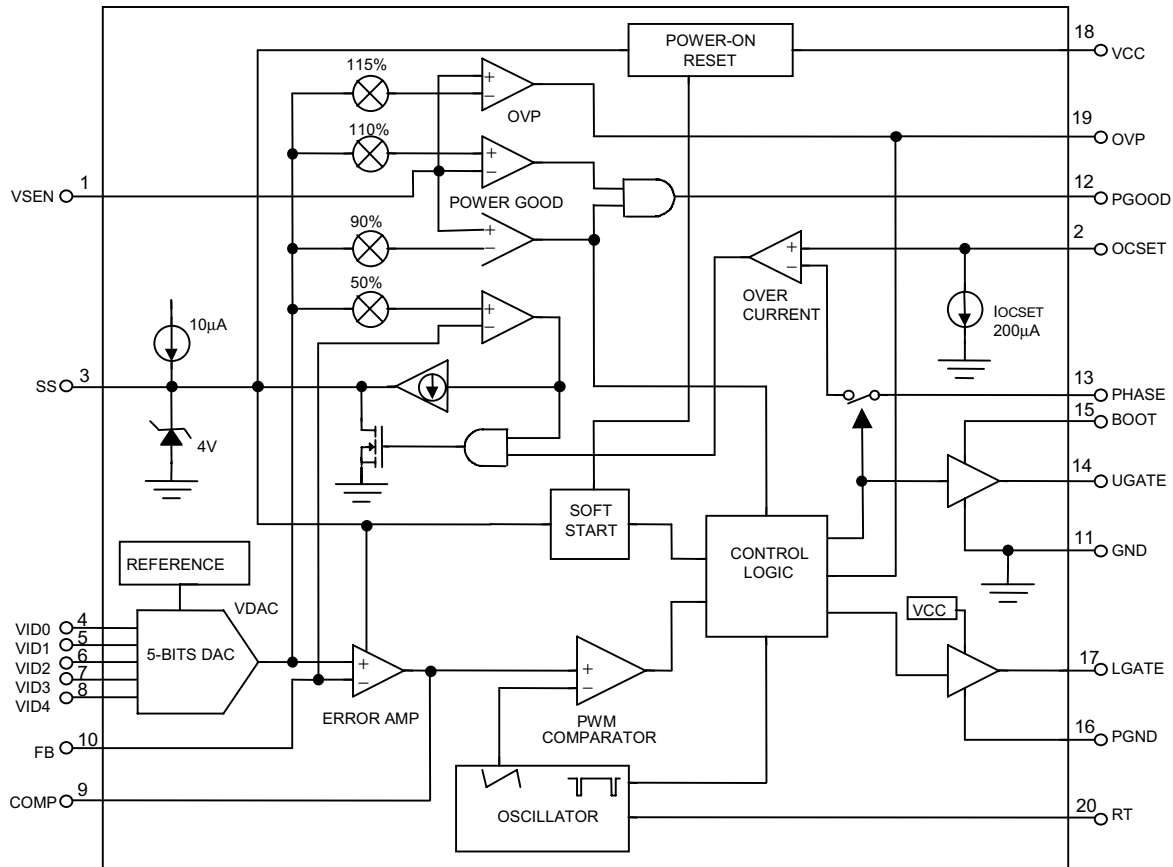 POWER-ON
RESET
18
VCC
115%
+
−
OVP
19
OVP
110%
+
−
VSEN
1
POWER GOOD
12
PGOOD
90%
+
−
2
OCSET
+
−
OVER
CURRENT
50%
+
−
10µA
IOCSET
200µA
SS
3
13
PHASE
15
BOOT
4V
14
UGATE
SOFT
START
11
GND
CONTROL
LOGIC
REFERENCE
VDAC
VCC
VID0
4
VID1
5
VID2
6
VID3
7
VID4
8
5-BITS DAC
+
−
ERROR AMP
+
−
PWM
COMPARATOR
17
LGATE
16
PGND
FB
10
COMP
9
OSCILLATOR
20
RT